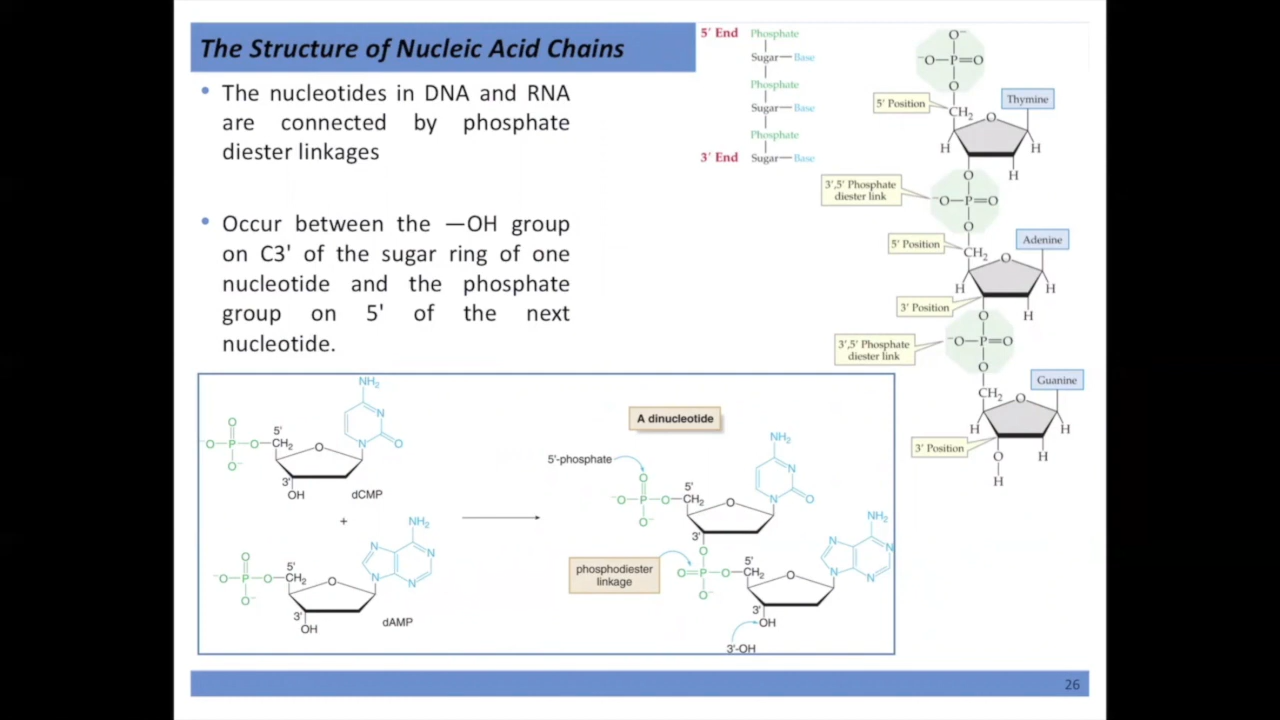 The Structure of Nucleic Acid Chains
• The nucleotides in DNA and RNA
are connected by phosphate
diester linkages
• Occur between the —OH group
on C3' of the sugar ring of one
nucleotide and the phosphate
group on 5' of the next
nucleotide.
5′ End Phosphate
Sugar—Base
Phosphate
Sugar—Base
Phosphate
3′ End Sugar—Base
O⁻
⁻O—P=O
O
5′ Position
CH₂
O
Thymine
H
H
H
O
3′,5′ Phosphate
diester link
⁻O—P=O
O
5′ Position
CH₂
O
Adenine
H
H
3′ Position
H
O
3′,5′ Phosphate
diester link
⁻O—P=O
O
CH₂
O
Guanine
H
H
3′ Position
O
H
H
NH₂
N
O
⁻O—P—O—CH₂
5'
O
N
O
O⁻
3'
OH
dCMP
+
NH₂
N
N
O
⁻O—P—O—CH₂
5'
O
N
N
O⁻
3'
OH
dAMP
A dinucleotide
5'-phosphate
NH₂
N
O
⁻O—P—O—CH₂
5'
O
N
O
O⁻
3'
O
phosphodiester
linkage
O=P—O—CH₂
5'
O
O⁻
NH₂
N
N
N
N
3'
OH
3'-OH
26